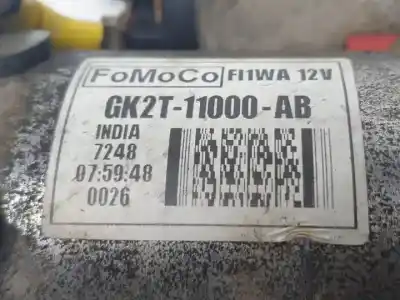 FoMoCo FI1WA 12V
GK2T-11000-AB
INDIA
7248
07:59:48
0026